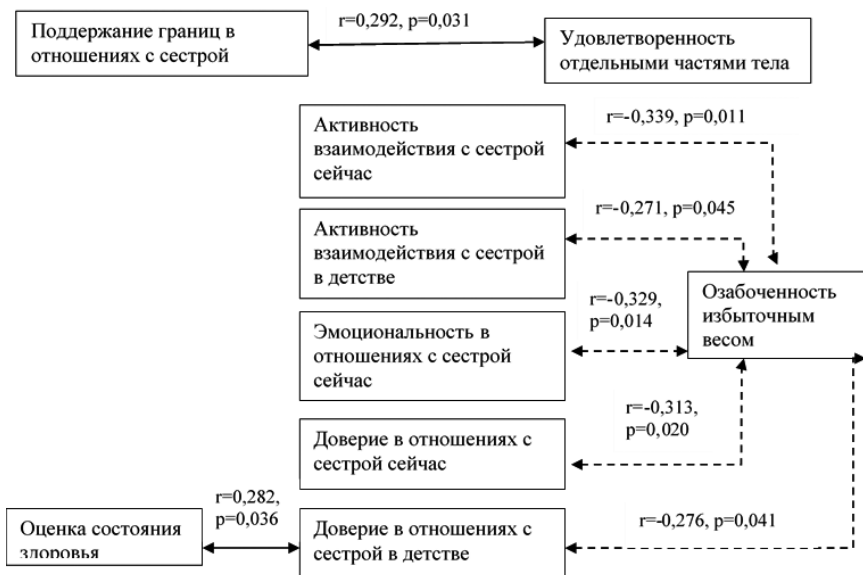 r=0,292, p=0,031
Поддержание границ в
отношениях с сестрой
Удовлетворенность
отдельными частями тела
Активность
взаимодействия с сестрой
сейчас
r=-0,339, p=0,011
Активность
взаимодействия с сестрой
в детстве
r=-0,271, p=0,045
Озабоченность
избыточным
весом
Эмоциональность в
отношениях с сестрой
сейчас
r=-0,329,
p=0,014
Доверие в отношениях с
сестрой сейчас
r=-0,313,
p=0,020
Оценка состояния
здоровья
r=0,282,
p=0,036
Доверие в отношениях с
сестрой в детстве
r=-0,276, p=0,041